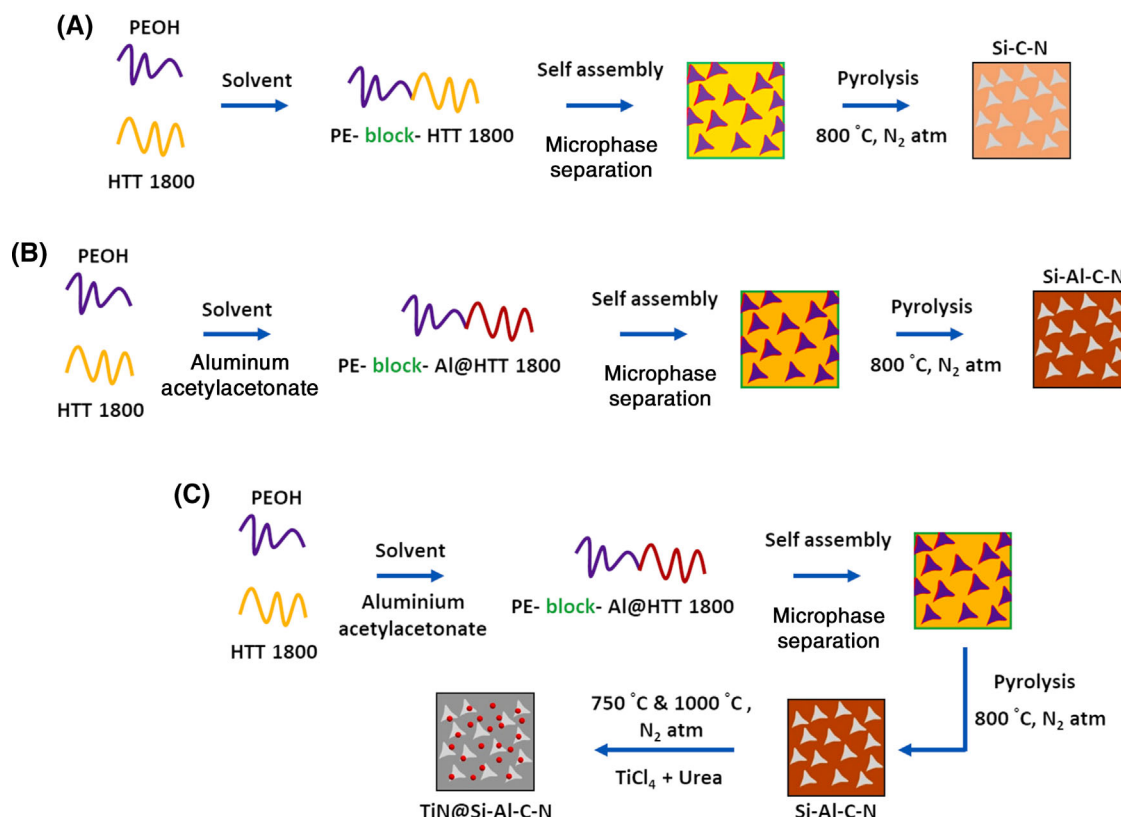 (A)
PEOH
HTT 1800
Solvent
PE- block- HTT 1800
Self assembly
Microphase
separation
Pyrolysis
800 °C, N₂ atm
Si-C-N
(B)
PEOH
HTT 1800
Solvent
Aluminum
acetylacetonate
PE- block- Al@HTT 1800
Self assembly
Microphase
separation
Pyrolysis
800 °C, N₂ atm
Si-Al-C-N
(C)
PEOH
HTT 1800
Solvent
Aluminium
acetylacetonate
PE- block- Al@HTT 1800
Self assembly
Microphase
separation
Pyrolysis
800 °C, N₂ atm
Si-Al-C-N
750 °C & 1000 °C ,
N₂ atm
TiCl₄ + Urea
TiN@Si-Al-C-N